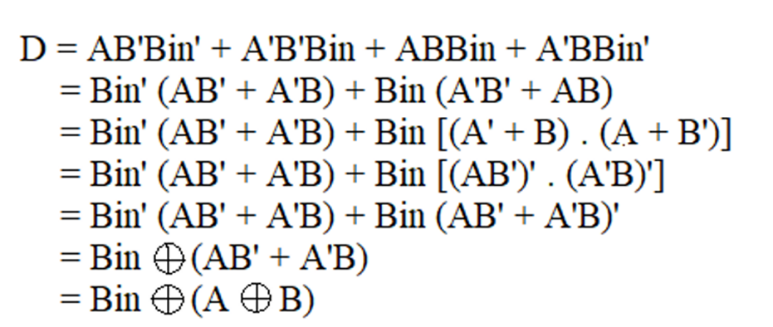 D = AB'Bin' + A'B'Bin + ABBin + A'BBin'
= Bin' (AB' + A'B) + Bin (A'B' + AB)
= Bin' (AB' + A'B) + Bin [(A' + B) . (A + B')]
= Bin' (AB' + A'B) + Bin [(AB')' . (A'B)']
= Bin' (AB' + A'B) + Bin (AB' + A'B)'
= Bin ⊕ (AB' + A'B)
= Bin ⊕ (A ⊕ B)